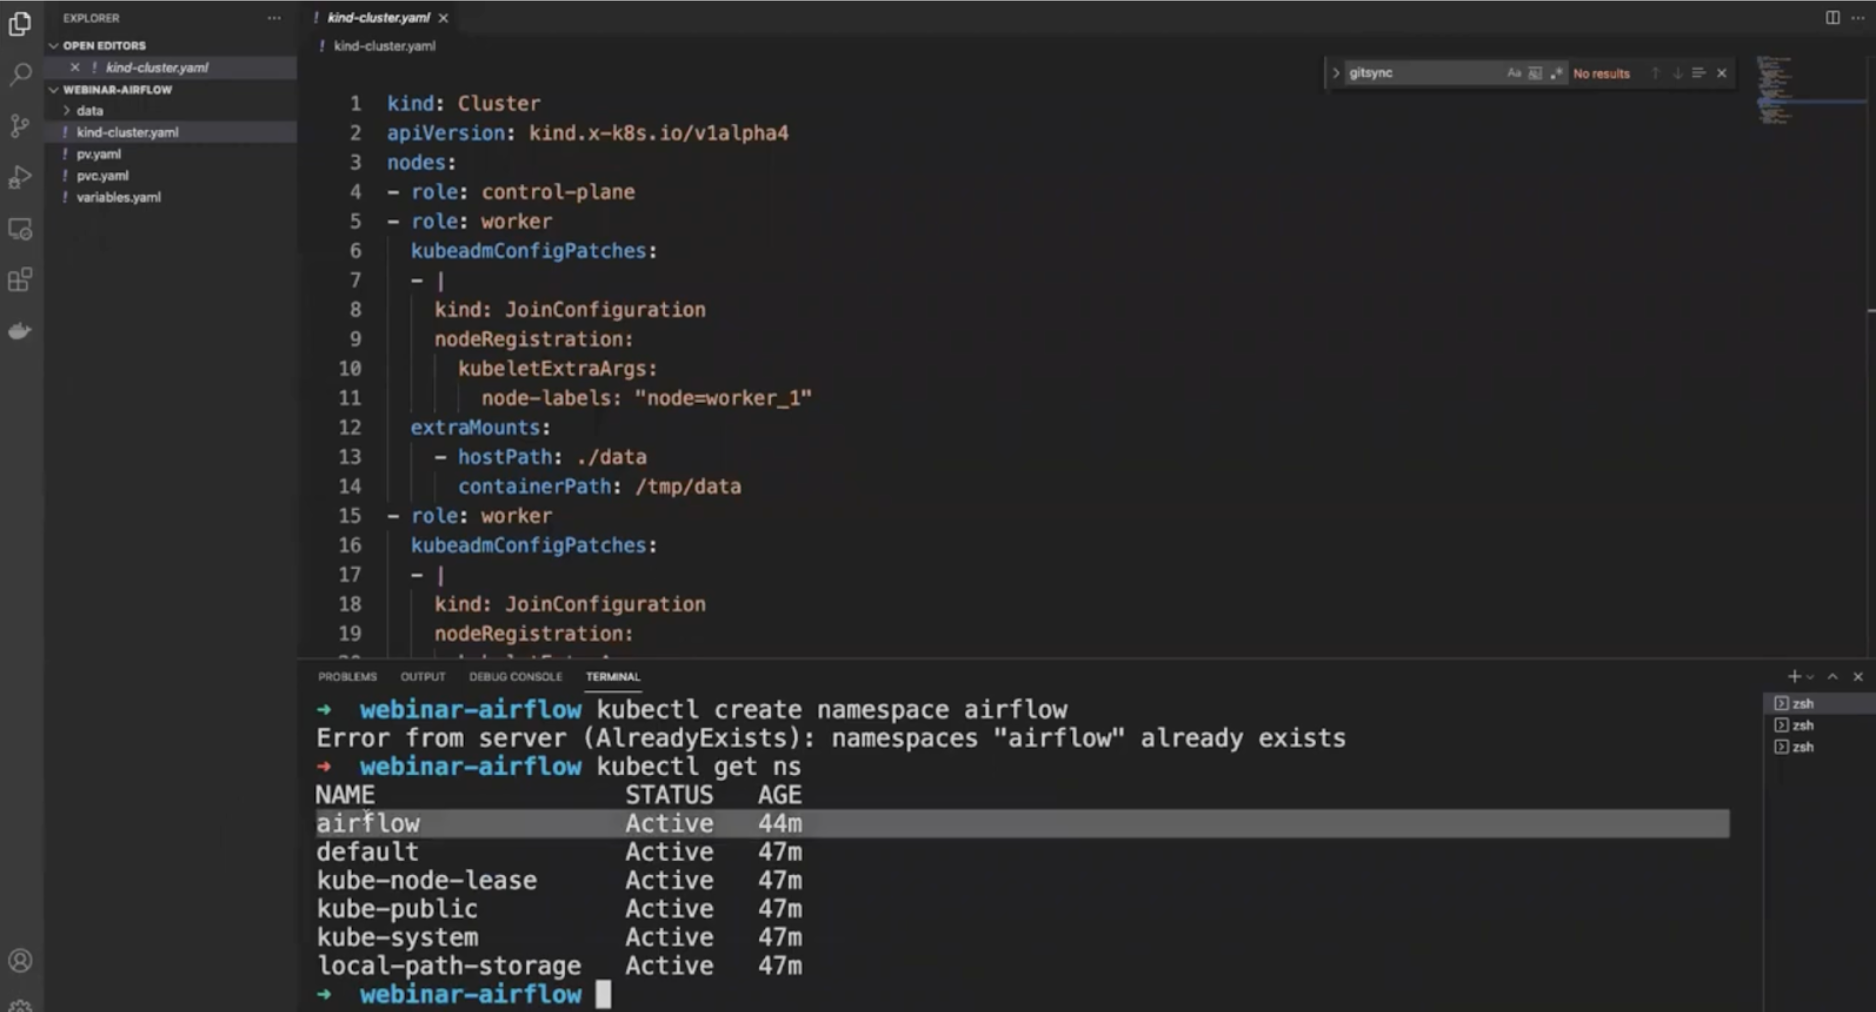 EXPLORER
OPEN EDITORS
kind-cluster.yaml
WEBINAR-AIRFLOW
data
kind-cluster.yaml
pv.yaml
pvc.yaml
variables.yaml
! kind-cluster.yaml
! kind-cluster.yaml
gitsync
Aa ab .* No results
1 kind: Cluster
2 apiVersion: kind.x-k8s.io/v1alpha4
3 nodes:
4 - role: control-plane
5 - role: worker
6 kubeadmConfigPatches:
7 - |
8 kind: JoinConfiguration
9 nodeRegistration:
10 kubeletExtraArgs:
11 node-labels: "node=worker_1"
12 extraMounts:
13 - hostPath: ./data
14 containerPath: /tmp/data
15 - role: worker
16 kubeadmConfigPatches:
17 - |
18 kind: JoinConfiguration
19 nodeRegistration:
PROBLEMS OUTPUT DEBUG CONSOLE TERMINAL
➜ webinar-airflow kubectl create namespace airflow
Error from server (AlreadyExists): namespaces "airflow" already exists
➜ webinar-airflow kubectl get ns
NAME STATUS AGE
airflow Active 44m
default Active 47m
kube-node-lease Active 47m
kube-public Active 47m
kube-system Active 47m
local-path-storage Active 47m
➜ webinar-airflow
zsh
zsh
zsh